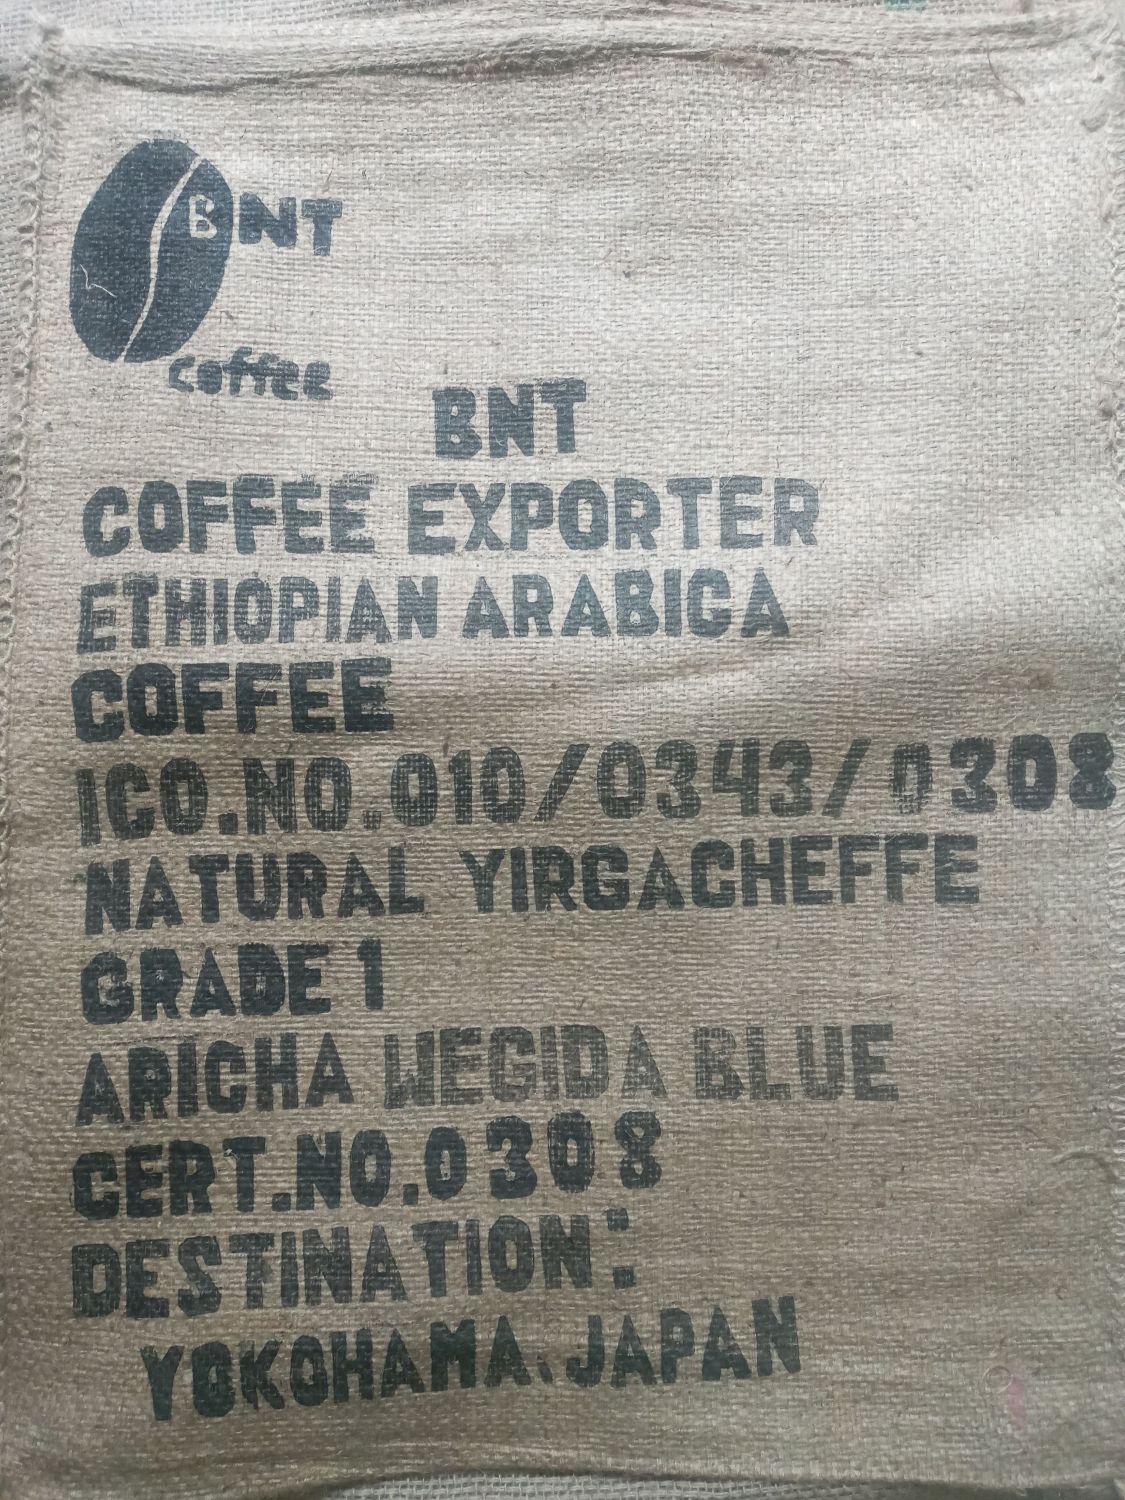 BNT
coffee
BNT
COFFEE EXPORTER
ETHIOPIAN ARABICA
COFFEE
ICO.NO.010/0343/0308
NATURAL YIRGACHEFFE
GRADE 1
ARICHA WEGIDA BLUE
CERT.NO.0308
DESTINATION:
YOKOHAMA, JAPAN